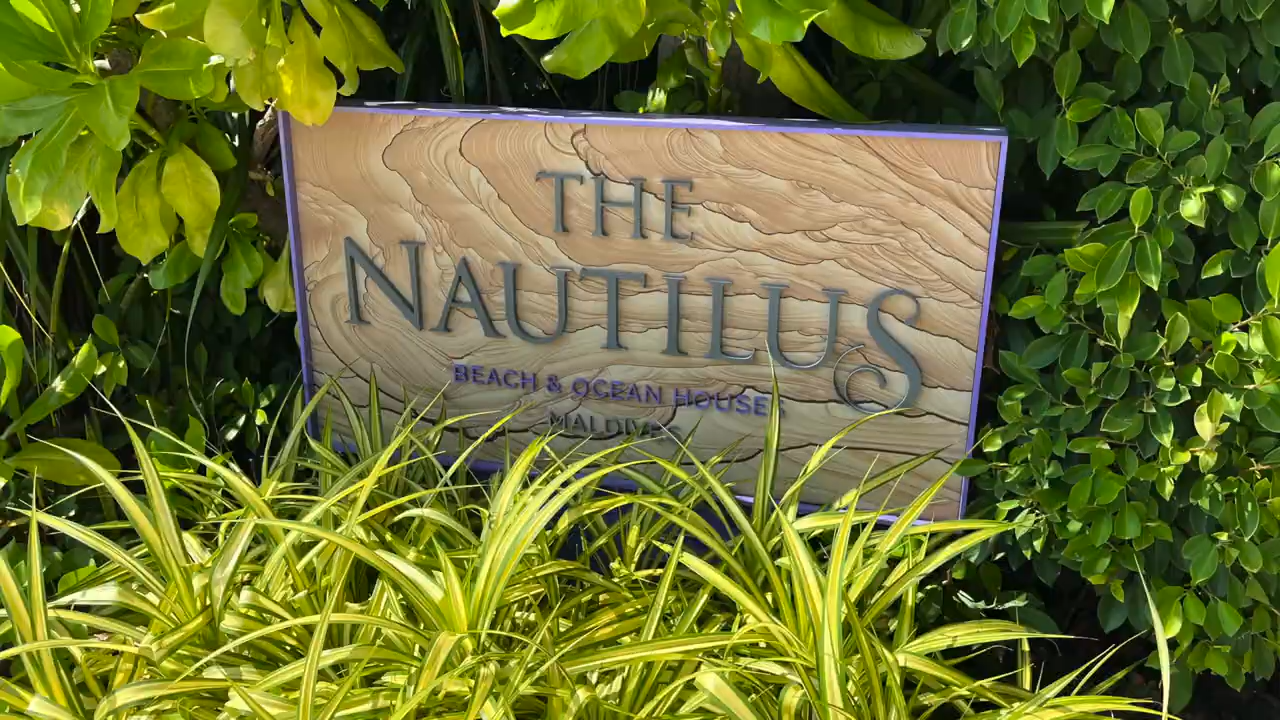 THE
NAUTILUS
BEACH & OCEAN HOUSES
MALDIVES